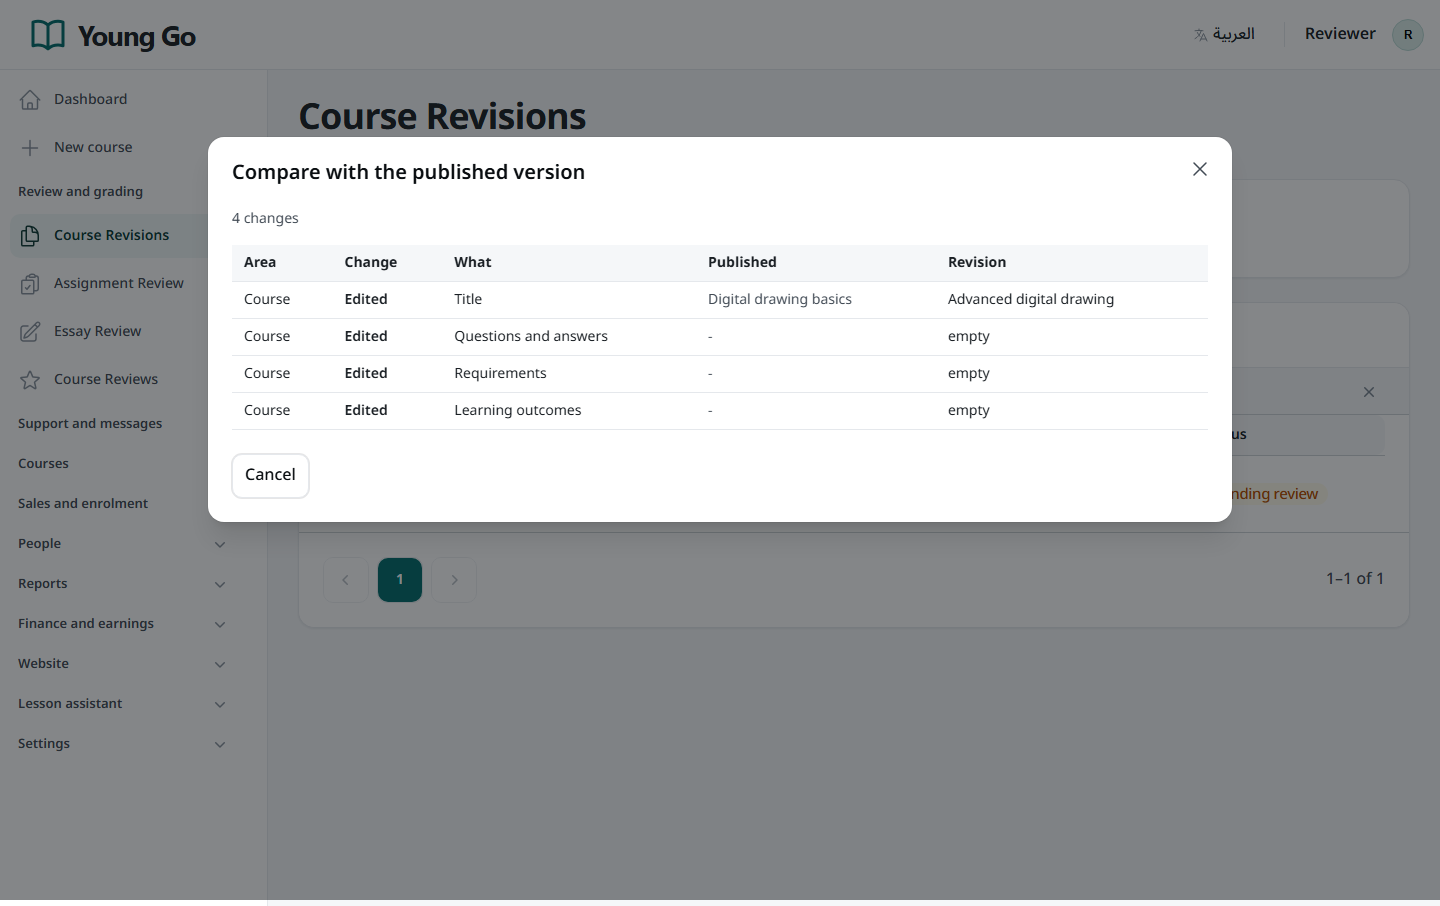 Young Go
العربية
Reviewer
R
Dashboard
New course
Review and grading
Course Revisions
Assignment Review
Essay Review
Course Reviews
Support and messages
Courses
Sales and enrolment
People
Reports
Finance and earnings
Website
Lesson assistant
Settings
Course Revisions
Compare with the published version
4 changes
Area Change What Published Revision
Course Edited Title Digital drawing basics Advanced digital drawing
Course Edited Questions and answers - empty
Course Edited Requirements - empty
Course Edited Learning outcomes - empty
Cancel
review
1
1–1 of 1